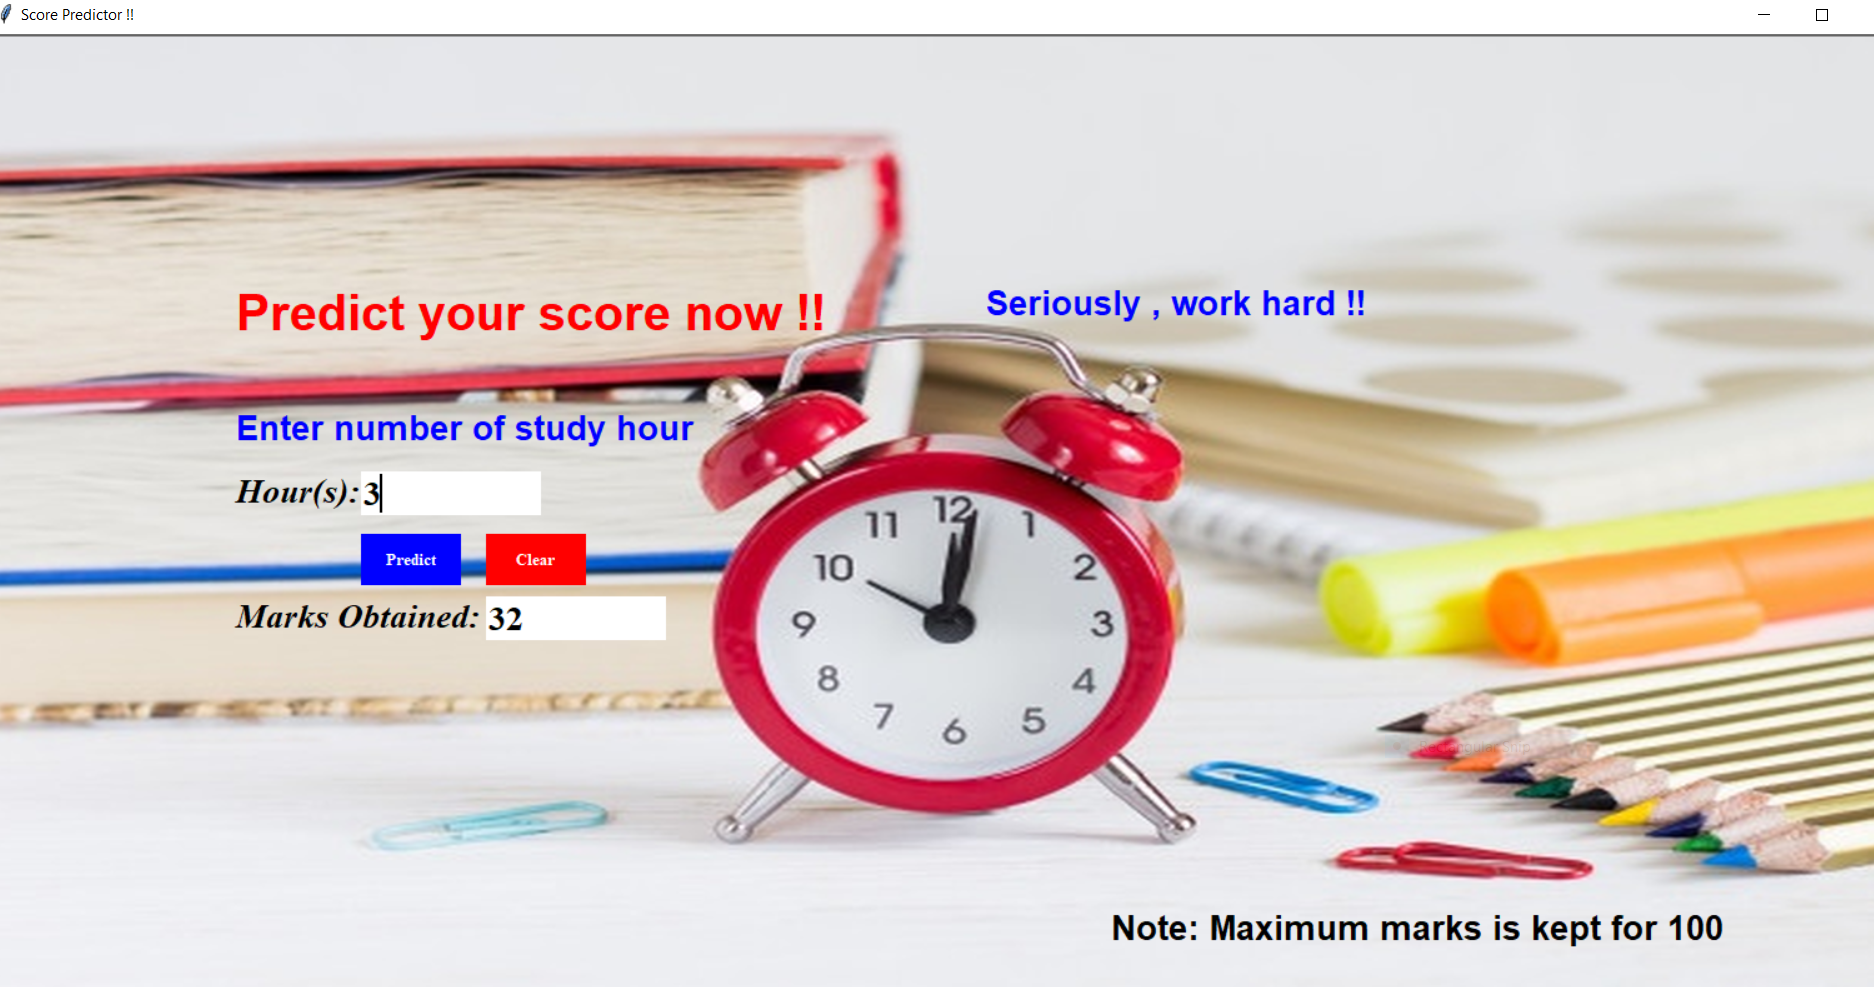 Score Predictor !!
Predict your score now !!
Seriously , work hard !!
Enter number of study hour
Hour(s): 3
Predict
Clear
Marks Obtained: 32
12
11
1
10
2
9
3
8
4
7
5
6
Note: Maximum marks is kept for 100